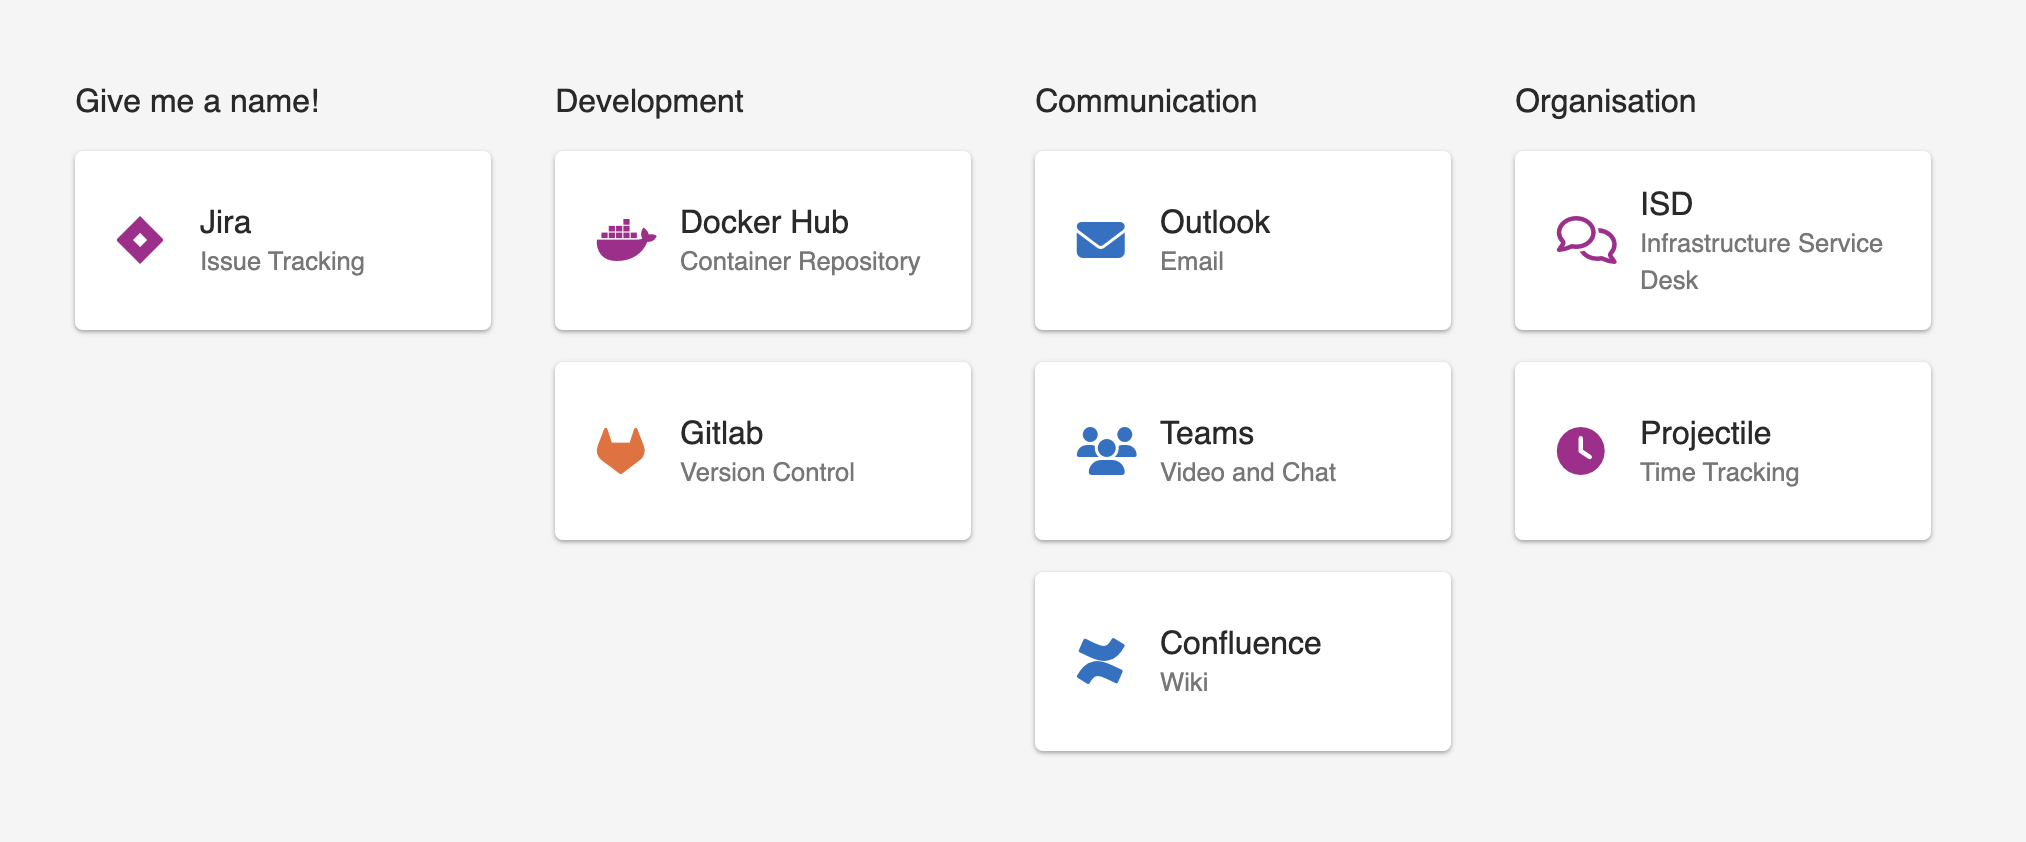 Give me a name!
Jira
Issue Tracking
Development
Docker Hub
Container Repository
Gitlab
Version Control
Communication
Outlook
Email
Teams
Video and Chat
Confluence
Wiki
Organisation
ISD
Infrastructure Service
Desk
Projectile
Time Tracking